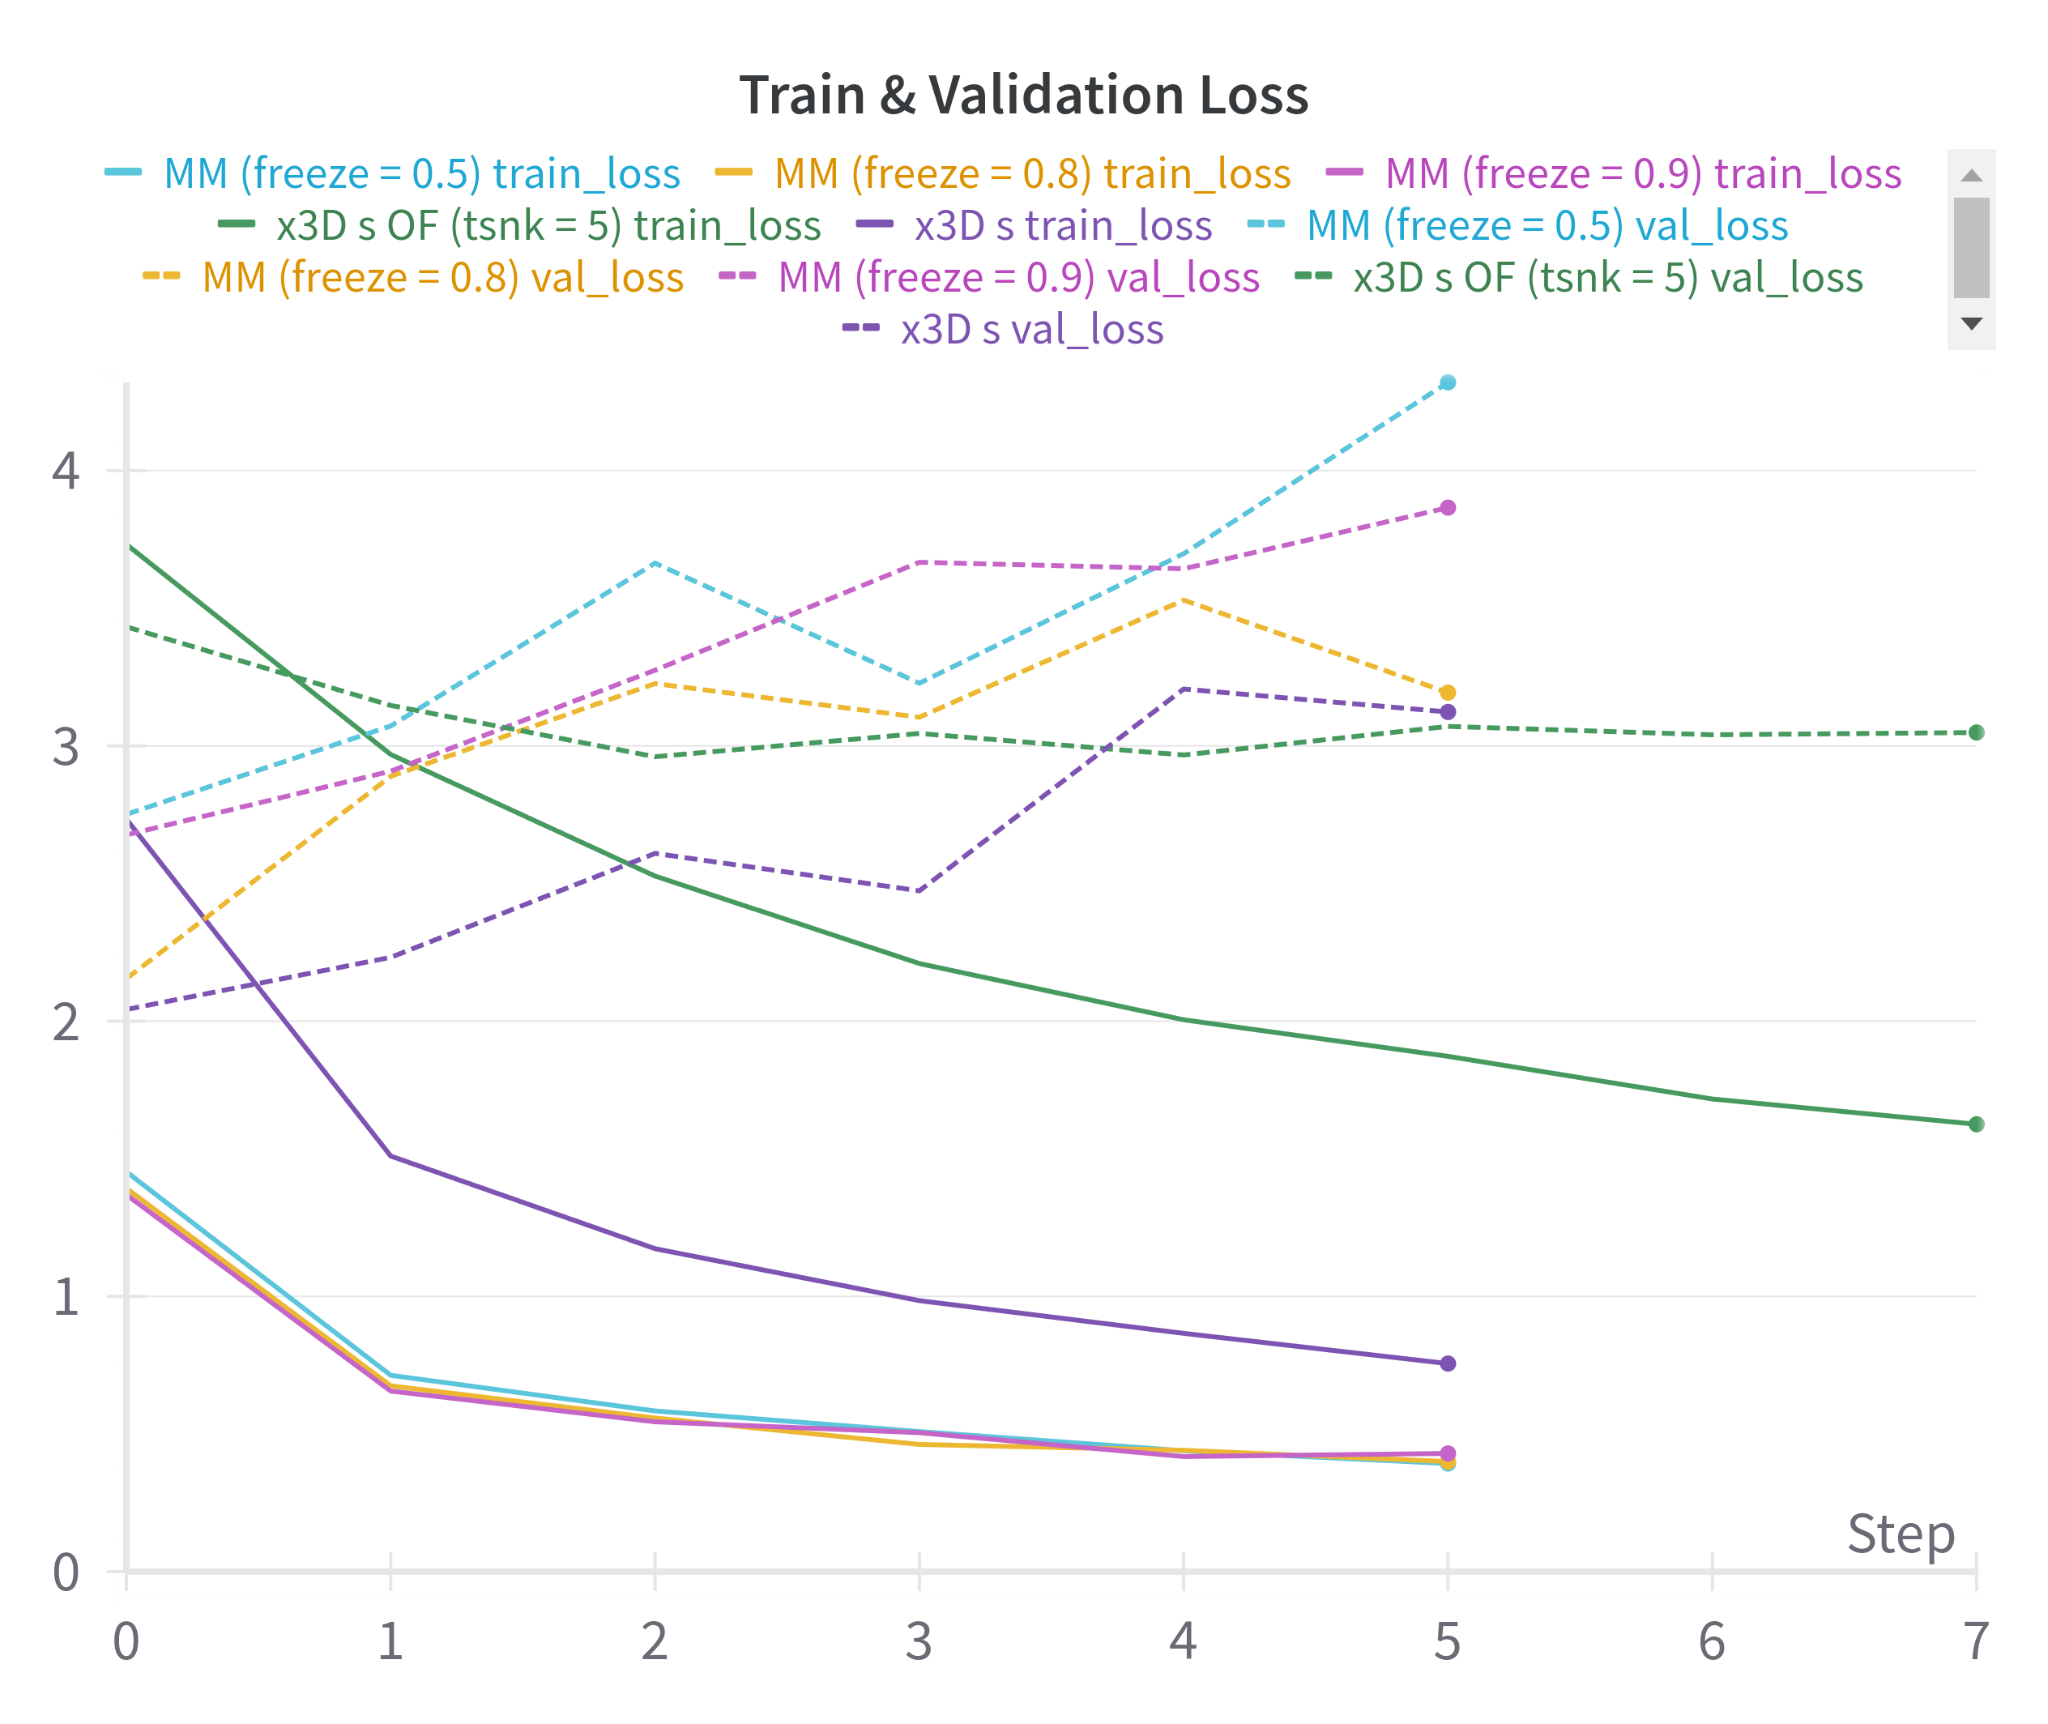 Train & Validation Loss
MM (freeze = 0.5) train_loss MM (freeze = 0.8) train_loss MM (freeze = 0.9) train_loss
x3D s OF (tsnk = 5) train_loss x3D s train_loss MM (freeze = 0.5) val_loss
MM (freeze = 0.8) val_loss MM (freeze = 0.9) val_loss x3D s OF (tsnk = 5) val_loss
x3D s val_loss
4
3
2
1
0
Step
0 1 2 3 4 5 6 7